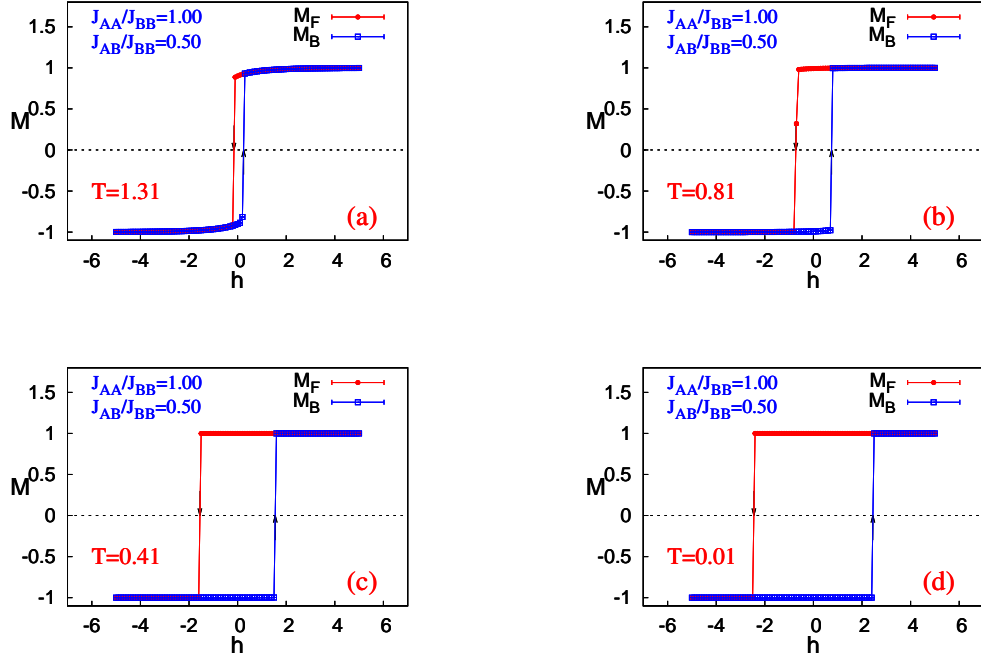 J_AA/J_BB=1.00
J_AB/J_BB=0.50
M_F
M_B
1.5
1
0.5
0
-0.5
-1
M
T=1.31
(a)
-6 -4 -2 0 2 4 6
h
J_AA/J_BB=1.00
J_AB/J_BB=0.50
M_F
M_B
1.5
1
0.5
0
-0.5
-1
M
T=0.81
(b)
-6 -4 -2 0 2 4 6
h
J_AA/J_BB=1.00
J_AB/J_BB=0.50
M_F
M_B
1.5
1
0.5
0
-0.5
-1
M
T=0.41
(c)
-6 -4 -2 0 2 4 6
h
J_AA/J_BB=1.00
J_AB/J_BB=0.50
M_F
M_B
1.5
1
0.5
0
-0.5
-1
M
T=0.01
(d)
-6 -4 -2 0 2 4 6
h